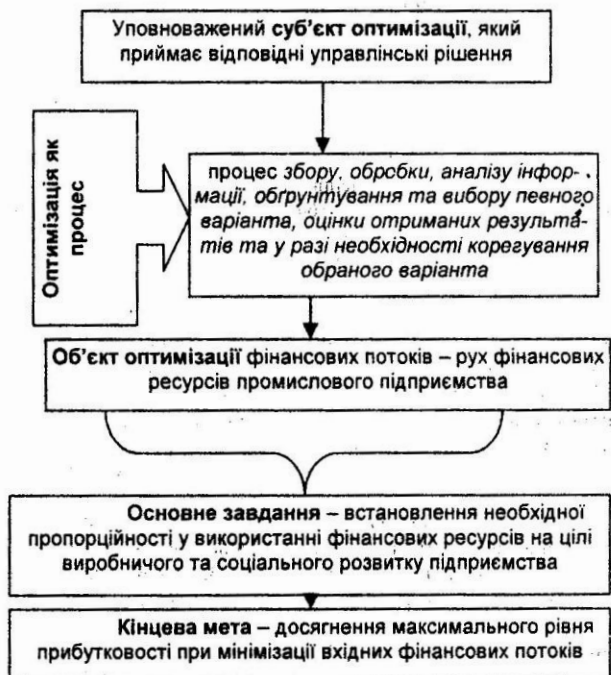 Уповноважений суб'єкт оптимізації, який
приймає відповідні управлінські рішення
Оптимізація як
процес
процес збору, обробки, аналізу інфор-
мації, обґрунтування та вибору певного
варіанта, оцінки отриманих результа-
тів та у разі необхідності корегування
обраного варіанта
Об'єкт оптимізації фінансових потоків – рух фінансових
ресурсів промислового підприємства
Основне завдання – встановлення необхідної
пропорційності у використанні фінансових ресурсів на цілі
виробничого та соціального розвитку підприємства
Кінцева мета – досягнення максимального рівня
прибутковості при мінімізації вхідних фінансових потоків